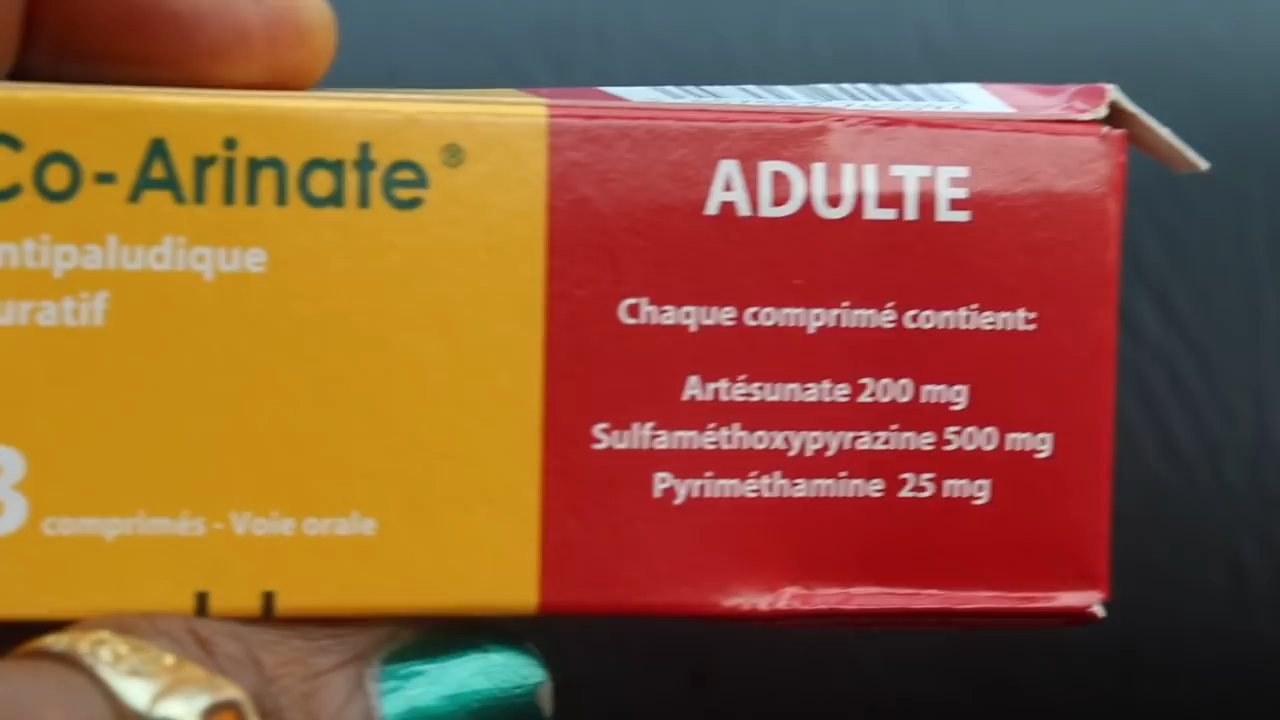 Co-Arinate®
ntipaludique
uratif
3 comprimés - Voie orale
ADULTE
Chaque comprimé contient:
Artésunate 200 mg
Sulfaméthoxypyrazine 500 mg
Pyriméthamine 25 mg